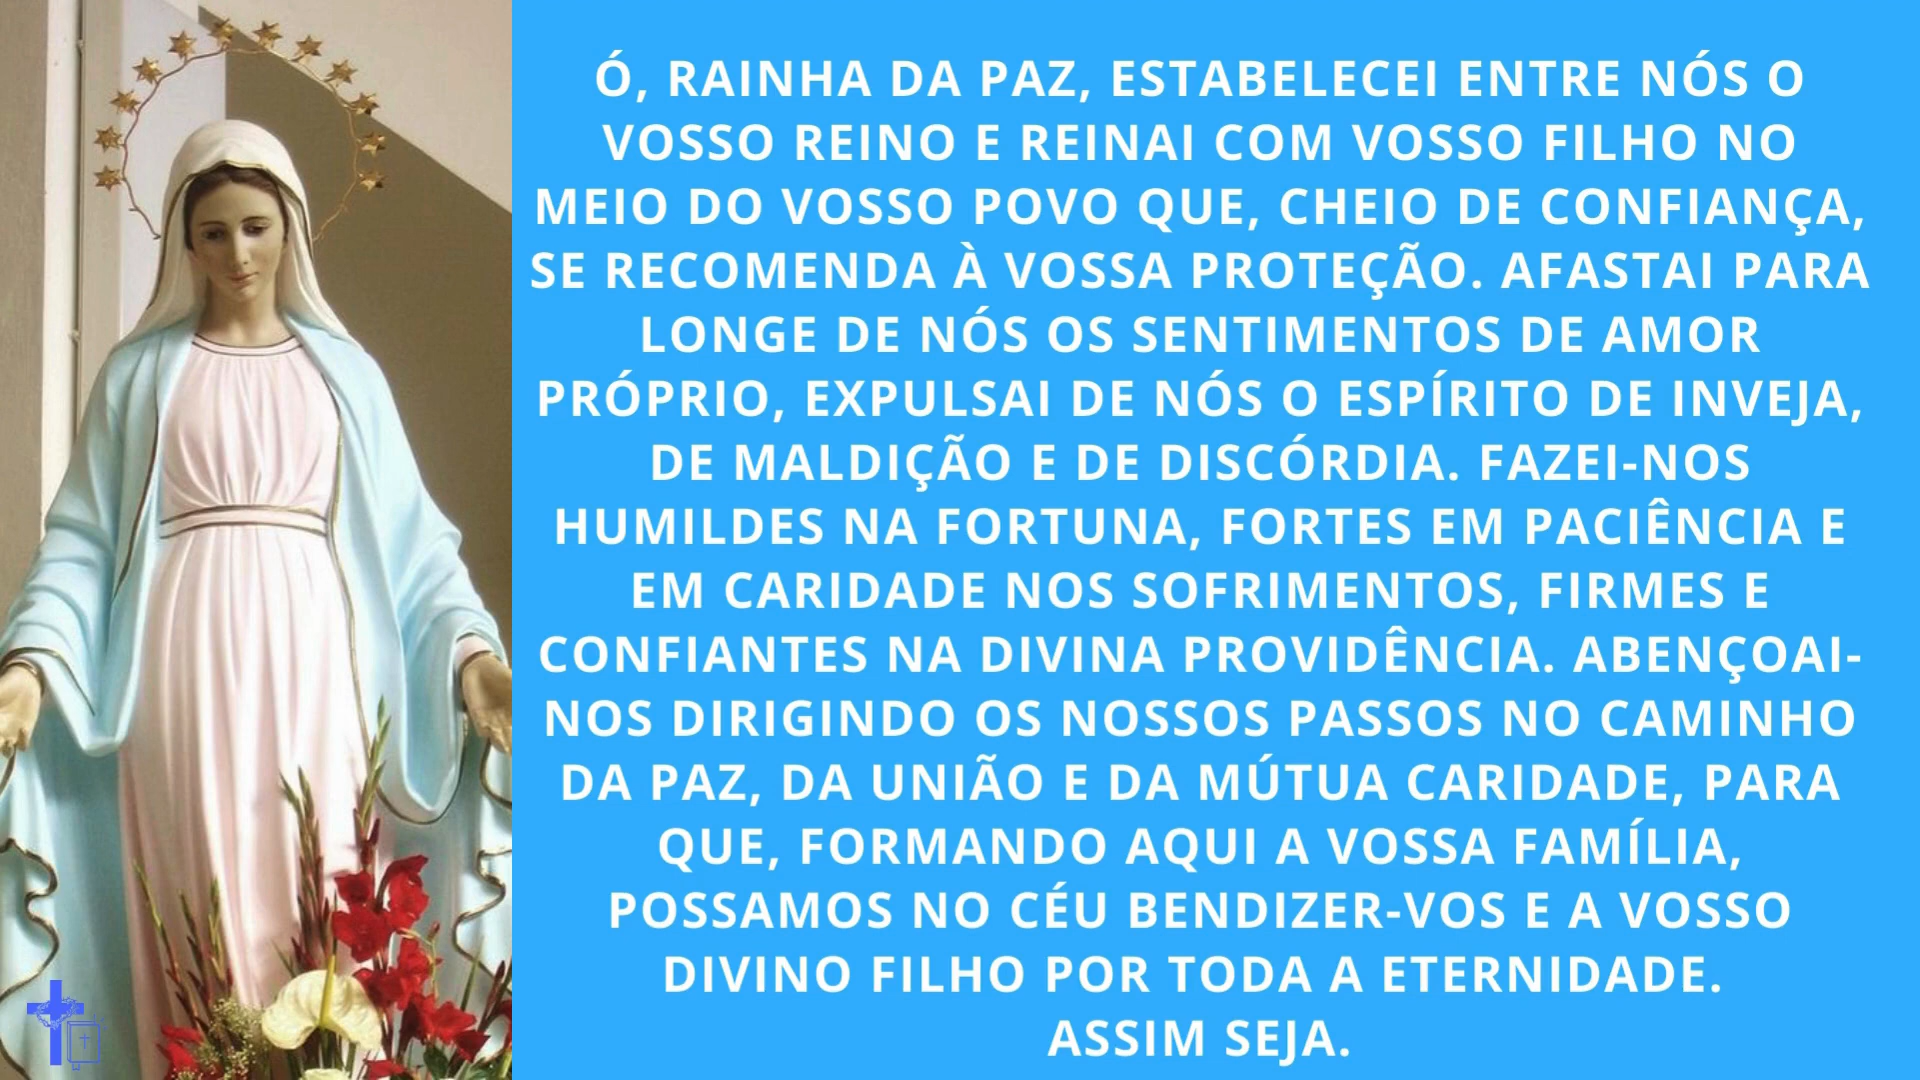 Ó, RAINHA DA PAZ, ESTABELECEI ENTRE NÓS O
VOSSO REINO E REINAI COM VOSSO FILHO NO
MEIO DO VOSSO POVO QUE, CHEIO DE CONFIANÇA,
SE RECOMENDA À VOSSA PROTEÇÃO. AFASTAI PARA
LONGE DE NÓS OS SENTIMENTOS DE AMOR
PRÓPRIO, EXPULSAI DE NÓS O ESPÍRITO DE INVEJA,
DE MALDIÇÃO E DE DISCÓRDIA. FAZEI-NOS
HUMILDES NA FORTUNA, FORTES EM PACIÊNCIA E
EM CARIDADE NOS SOFRIMENTOS, FIRMES E
CONFIANTES NA DIVINA PROVIDÊNCIA. ABENÇOAI-
NOS DIRIGINDO OS NOSSOS PASSOS NO CAMINHO
DA PAZ, DA UNIÃO E DA MÚTUA CARIDADE, PARA
QUE, FORMANDO AQUI A VOSSA FAMÍLIA,
POSSAMOS NO CÉU BENDIZER-VOS E A VOSSO
DIVINO FILHO POR TODA A ETERNIDADE.
ASSIM SEJA.